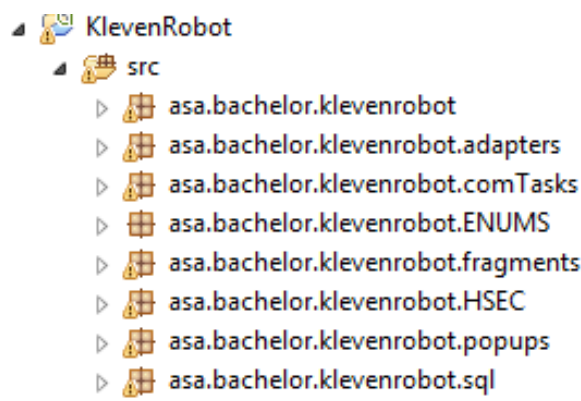 KlevenRobot
src
asa.bachelor.klevenrobot
asa.bachelor.klevenrobot.adapters
asa.bachelor.klevenrobot.comTasks
asa.bachelor.klevenrobot.ENUMS
asa.bachelor.klevenrobot.fragments
asa.bachelor.klevenrobot.HSEC
asa.bachelor.klevenrobot.popups
asa.bachelor.klevenrobot.sql